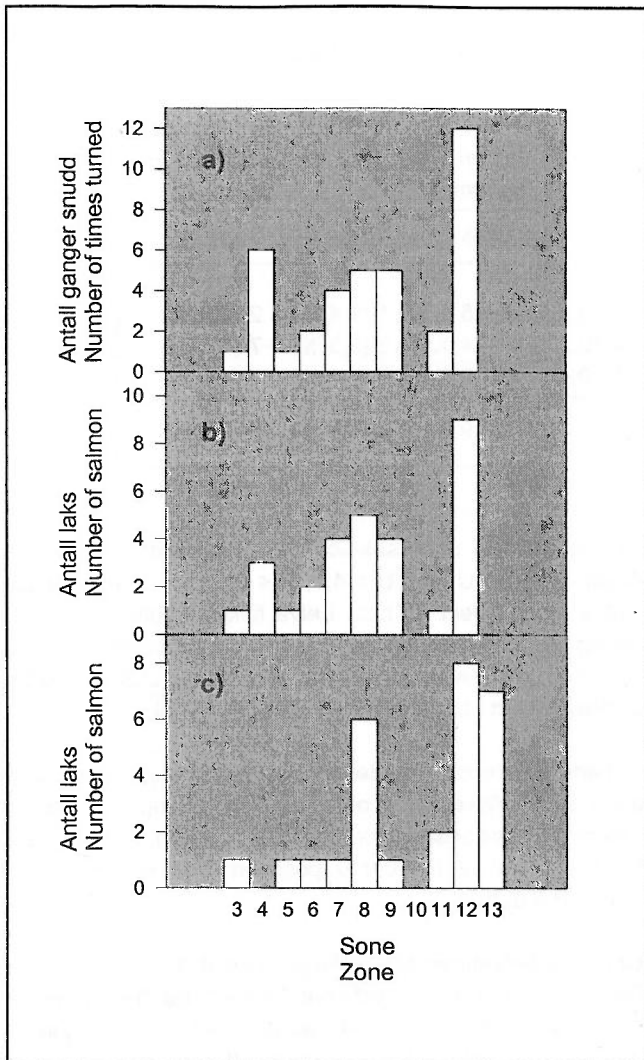 a)
Antall ganger snudd
Number of times turned
12
10
8
6
4
2
0
b)
Antall laks
Number of salmon
10
8
6
4
2
0
c)
Antall laks
Number of salmon
8
6
4
2
0
3 4 5 6 7 8 9 10 11 12 13
Sone
Zone